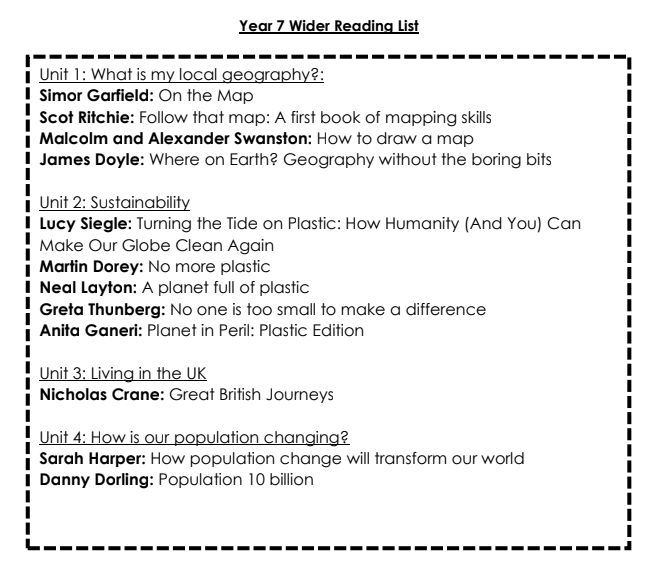 Year 7 Wider Reading List
Unit 1: What is my local geography?:
Simor Garfield: On the Map
Scot Ritchie: Follow that map: A first book of mapping skills
Malcolm and Alexander Swanston: How to draw a map
James Doyle: Where on Earth? Geography without the boring bits
Unit 2: Sustainability
Lucy Siegle: Turning the Tide on Plastic: How Humanity (And You) Can
Make Our Globe Clean Again
Martin Dorey: No more plastic
Neal Layton: A planet full of plastic
Greta Thunberg: No one is too small to make a difference
Anita Ganeri: Planet in Peril: Plastic Edition
Unit 3: Living in the UK
Nicholas Crane: Great British Journeys
Unit 4: How is our population changing?
Sarah Harper: How population change will transform our world
Danny Dorling: Population 10 billion